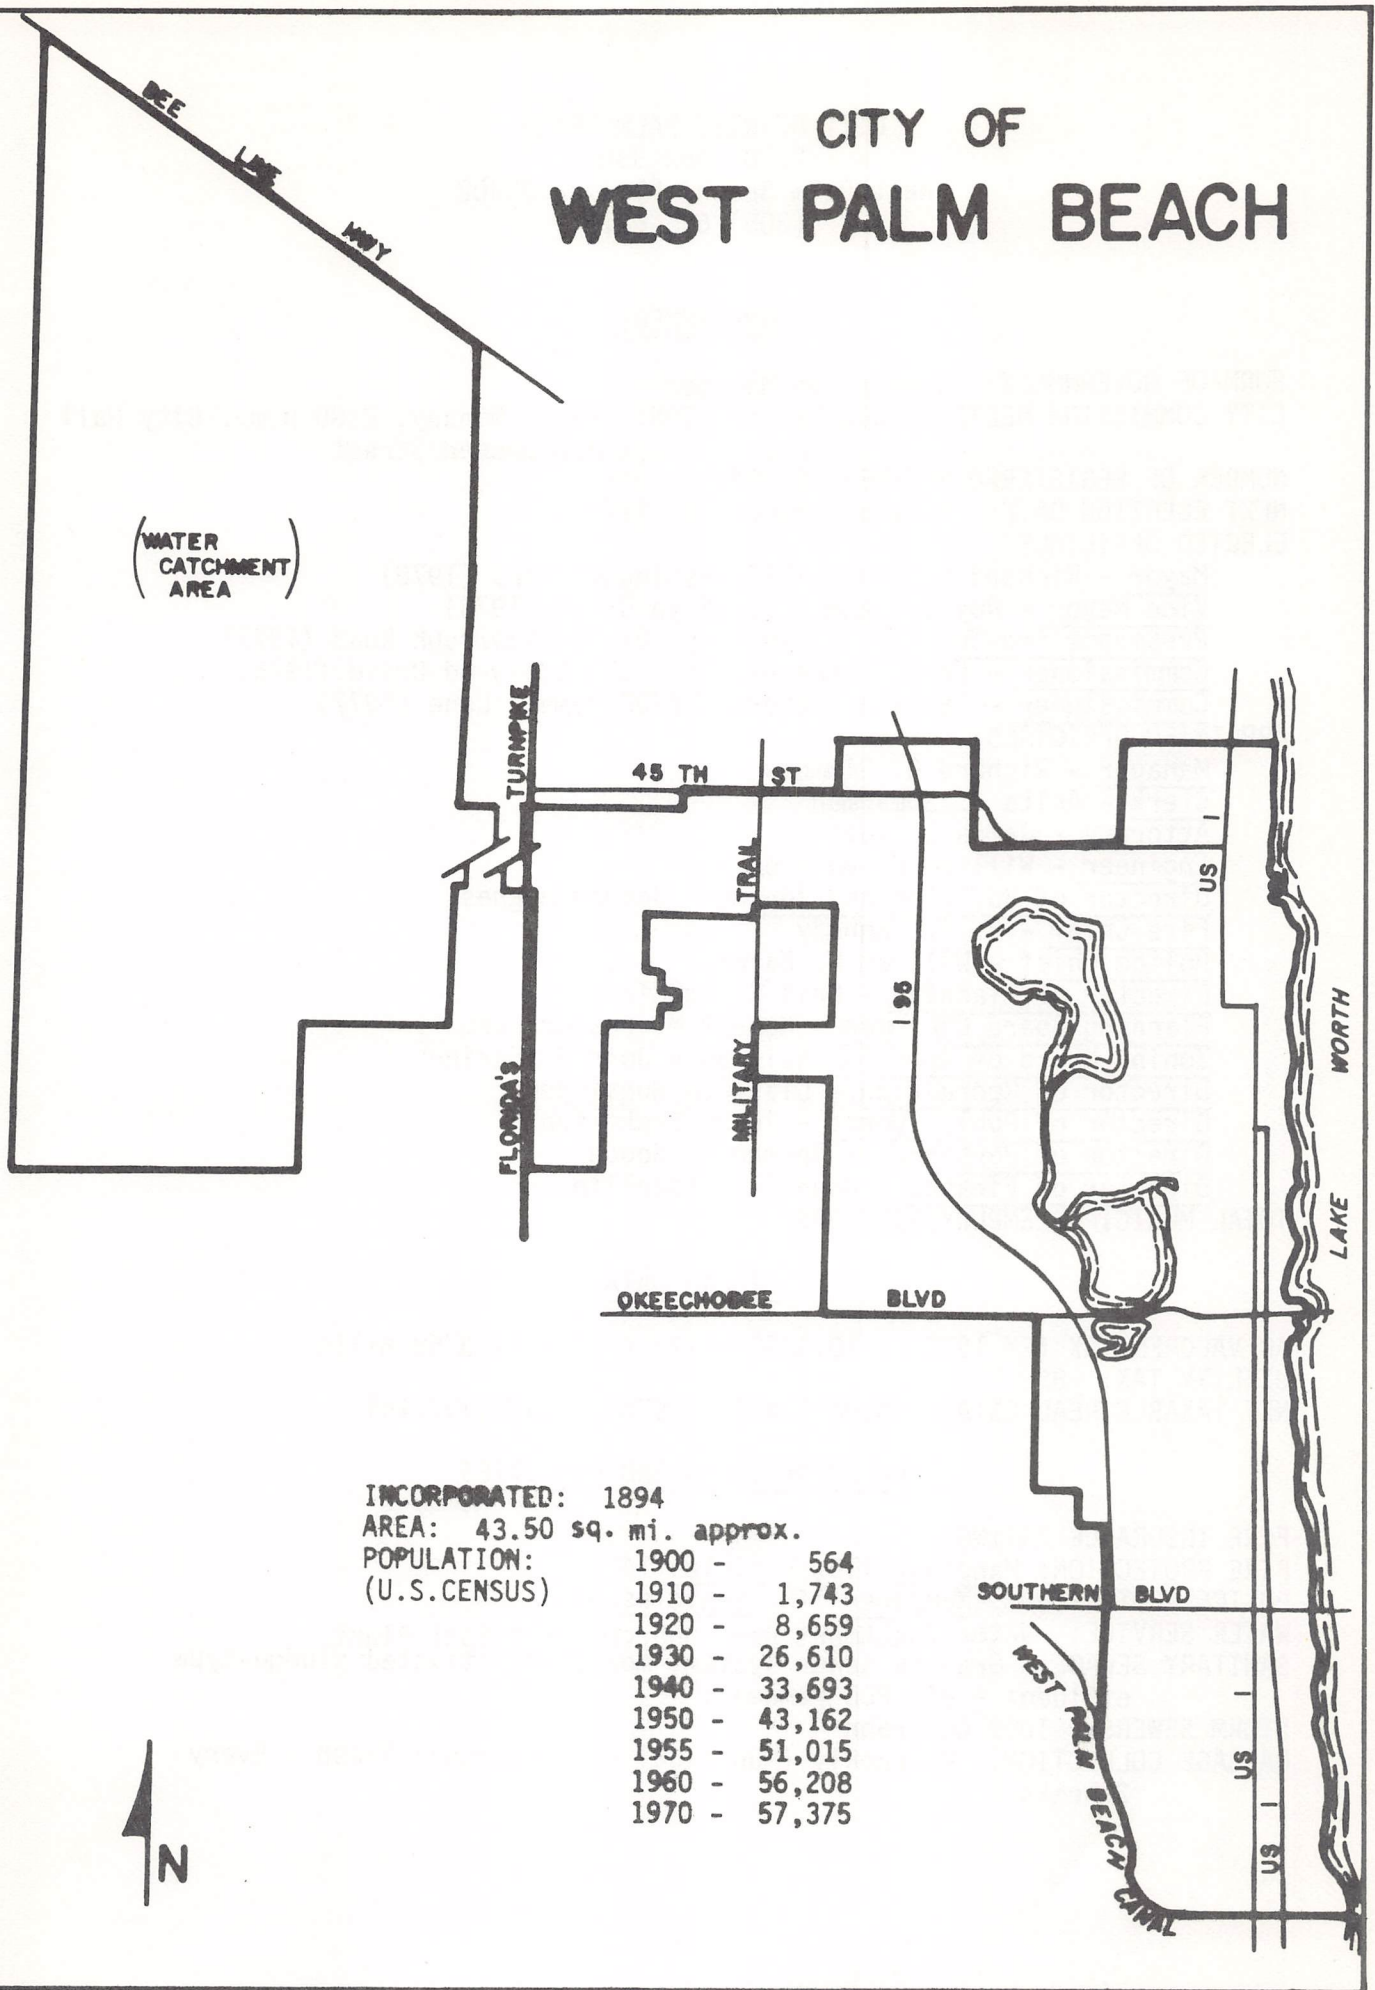 CITY OF
WEST PALM BEACH
BEE
LINE
HWY
(WATER
CATCHMENT
AREA)
TURNPIKE
45 TH ST
TRAIL
US 1
I 95
MILITARY
FLORIDA'S
LAKE WORTH
OKEECHOBEE BLVD
INCORPORATED: 1894
AREA: 43.50 sq. mi. approx.
POPULATION: 1900 - 564
(U.S.CENSUS) 1910 - 1,743
1920 - 8,659
1930 - 26,610
1940 - 33,693
1950 - 43,162
1955 - 51,015
1960 - 56,208
1970 - 57,375
SOUTHERN BLVD
WEST PALM BEACH CANAL
US 1
US 1
N